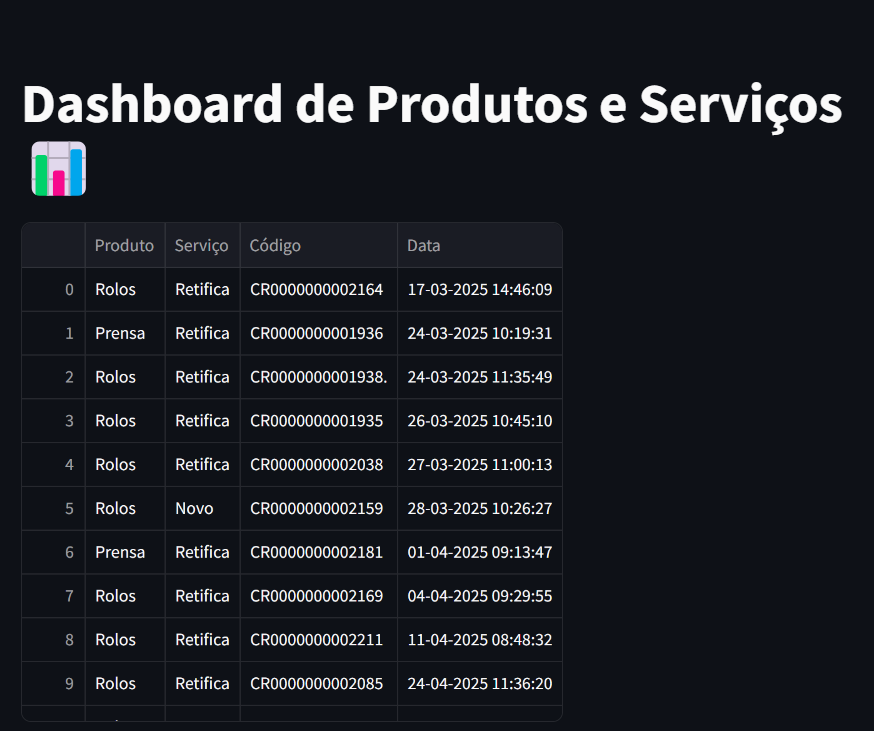 Dashboard de Produtos e Serviços
Produto Serviço Código Data
0 Rolos Retifica CR0000000002164 17-03-2025 14:46:09
1 Prensa Retifica CR0000000001936 24-03-2025 10:19:31
2 Rolos Retifica CR0000000001938. 24-03-2025 11:35:49
3 Rolos Retifica CR0000000001935 26-03-2025 10:45:10
4 Rolos Retifica CR0000000002038 27-03-2025 11:00:13
5 Rolos Novo CR0000000002159 28-03-2025 10:26:27
6 Prensa Retifica CR0000000002181 01-04-2025 09:13:47
7 Rolos Retifica CR0000000002169 04-04-2025 09:29:55
8 Rolos Retifica CR0000000002211 11-04-2025 08:48:32
9 Rolos Retifica CR0000000002085 24-04-2025 11:36:20